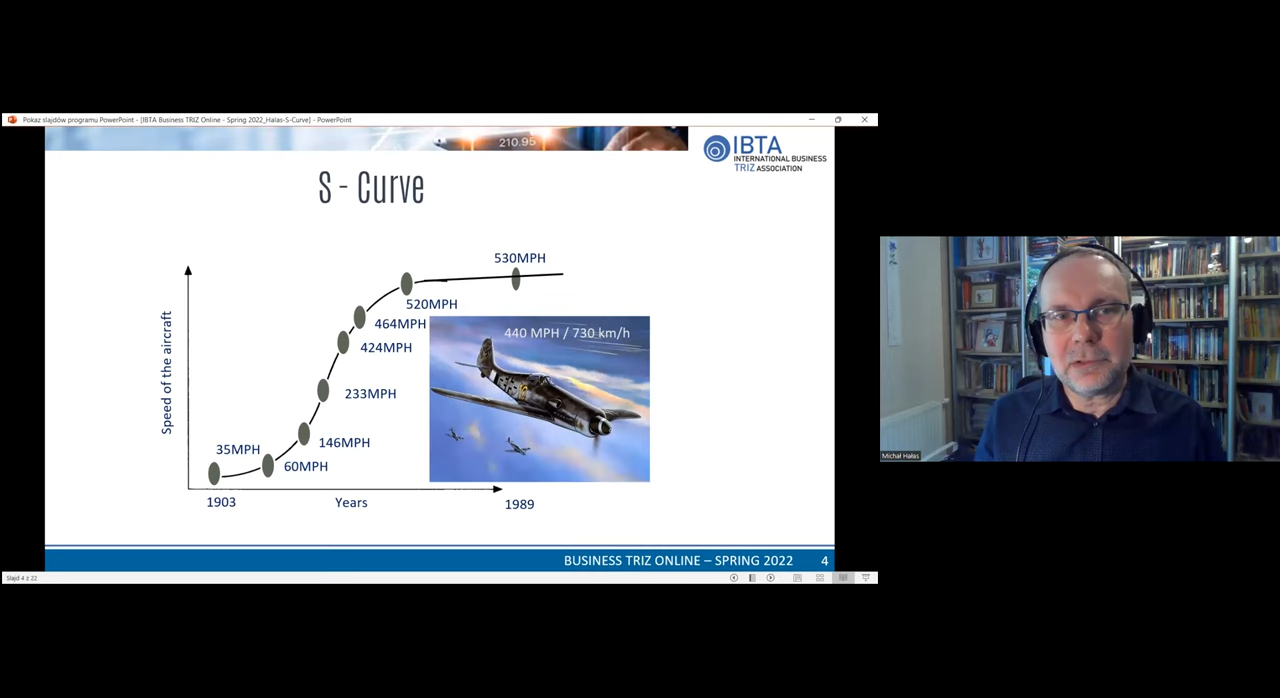 Pokaz slajdów programu PowerPoint - [IBTA Business TRIZ Online - Spring 2022_Halas-S-Curve] - PowerPoint
210.95
IBTA
INTERNATIONAL BUSINESS
TRIZ ASSOCIATION
S - Curve
530MPH
520MPH
464MPH
440 MPH / 730 km/h
424MPH
233MPH
Speed of the aircraft
146MPH
35MPH
60MPH
1903
Years
1989
Michał Hałas
BUSINESS TRIZ ONLINE – SPRING 2022
4
Slajd 4 z 22